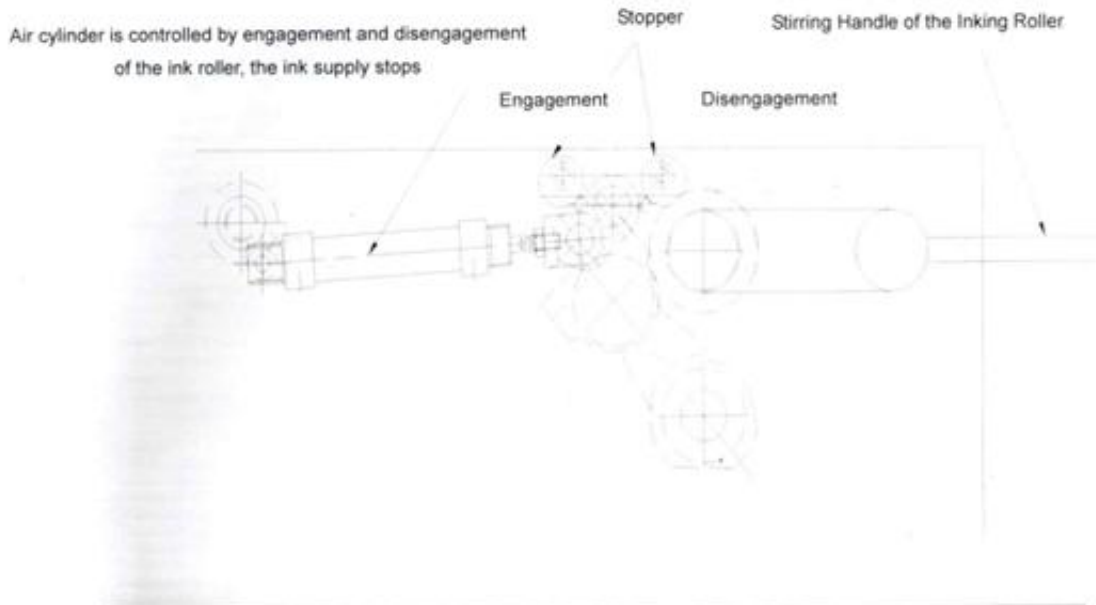 Stopper
Stirring Handle of the Inking Roller
Air cylinder is controlled by engagement and disengagement
of the ink roller, the ink supply stops
Engagement
Disengagement